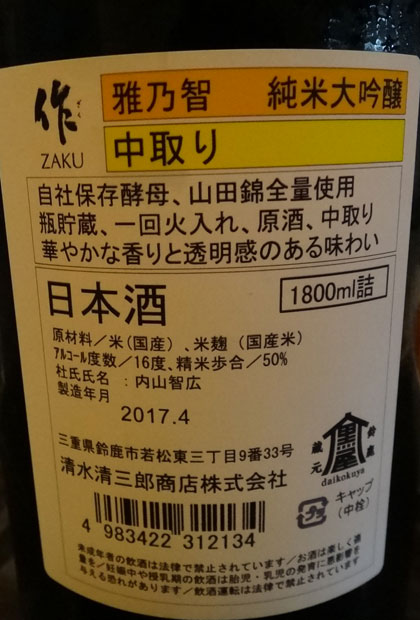 作 ざく
ZAKU
雅乃智 純米大吟醸
中取り
自社保存酵母、山田錦全量使用
瓶貯蔵、一回火入れ、原酒、中取り
華やかな香りと透明感のある味わい
日本酒
1800ml詰
原材料／米(国産)、米麹(国産米)
アルコール度数／16度、精米歩合／50%
杜氏氏名：内山智広
製造年月
2017.4
三重県鈴鹿市若松東三丁目9番33号
清水清三郎商店株式会社
鈴鹿
蔵元
黒屋
daikokuya
キャップ
(中栓)
4 983422 312134
未成年者の飲酒は法律で禁止されています／お酒は楽しく適
量を／妊娠中や授乳期の飲酒は胎児・乳児の発育に悪影響を
与える恐れがあります／飲酒運転は法律で禁止されています